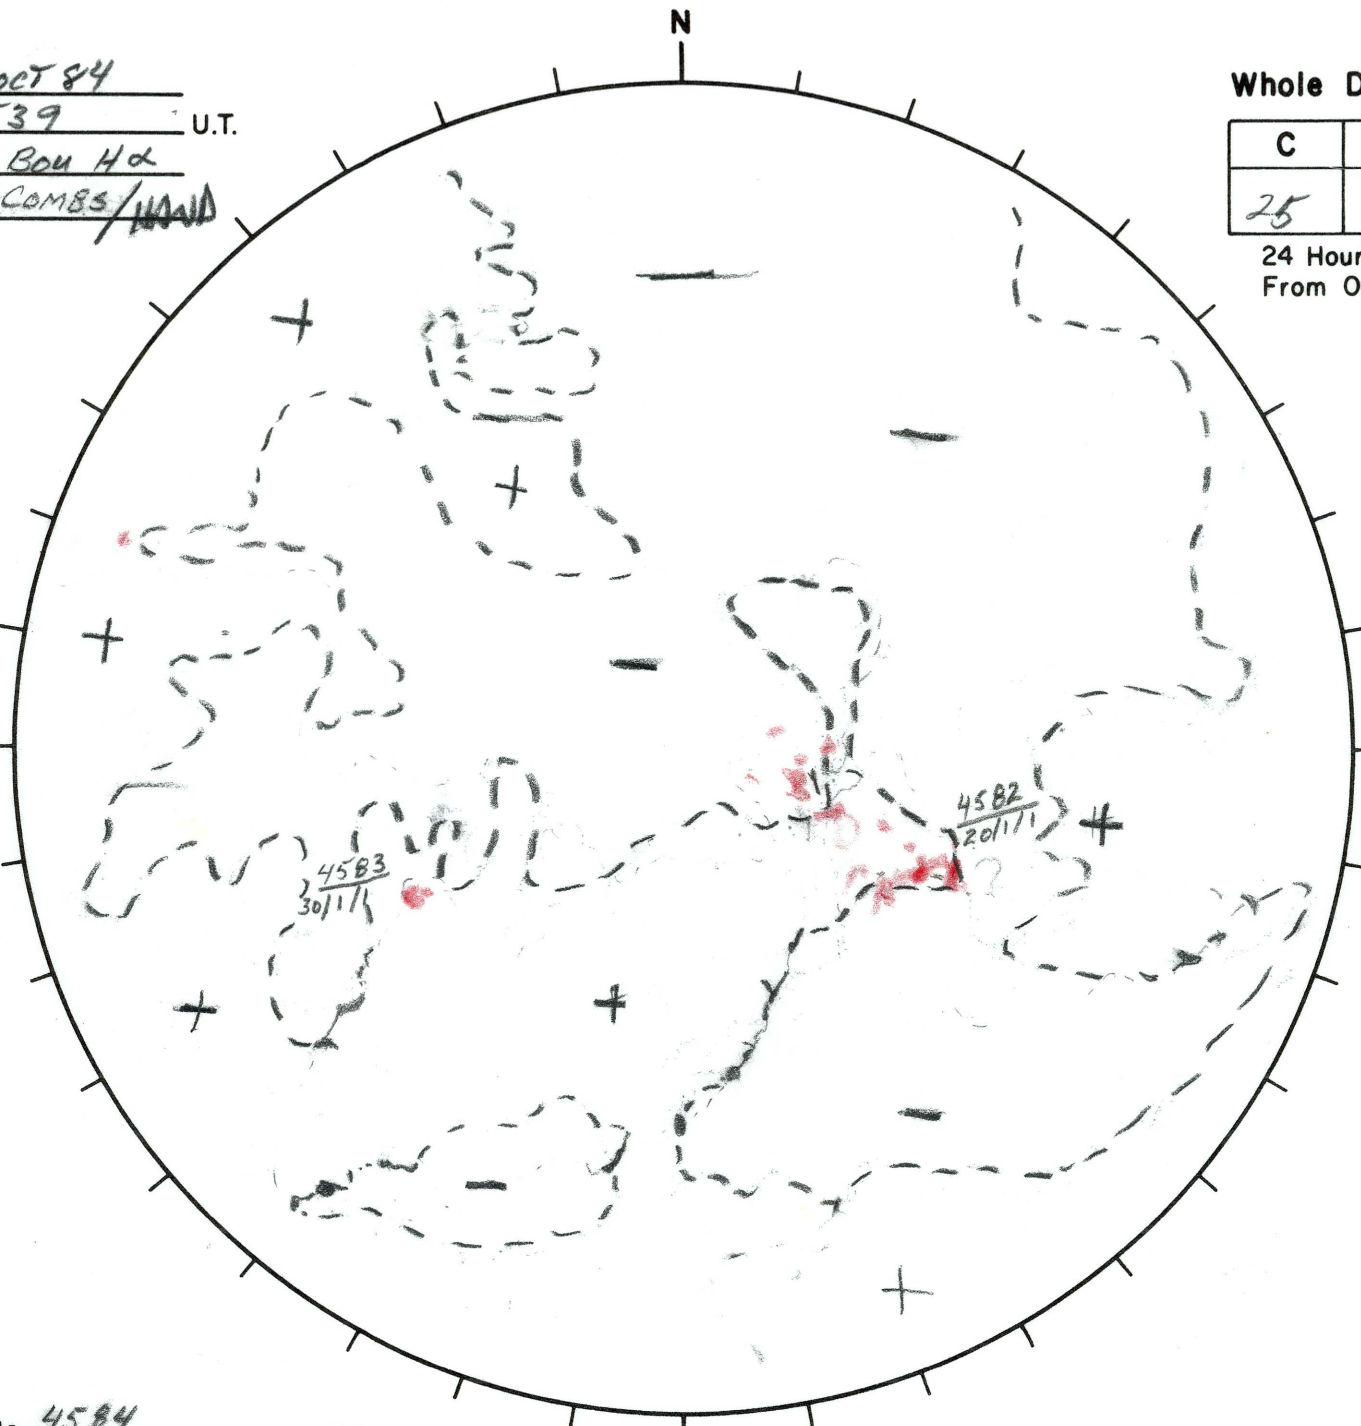 N
OCT 84
39 U.T.
Bou Hα
COMBS/HAND
Whole D
C
25
24 Hour
From O
4582
20/1/1
4583
30/1/1
4584